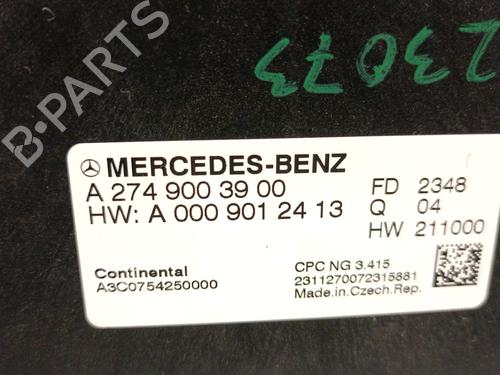 23073
B-PARTS
MERCEDES-BENZ
A 274 900 39 00
HW: A 000 901 24 13
FD 2348
Q 04
HW 211000
Continental
A3C0754250000
CPC NG 3.415
2311270072315881
Made.in.Czech.Rep.